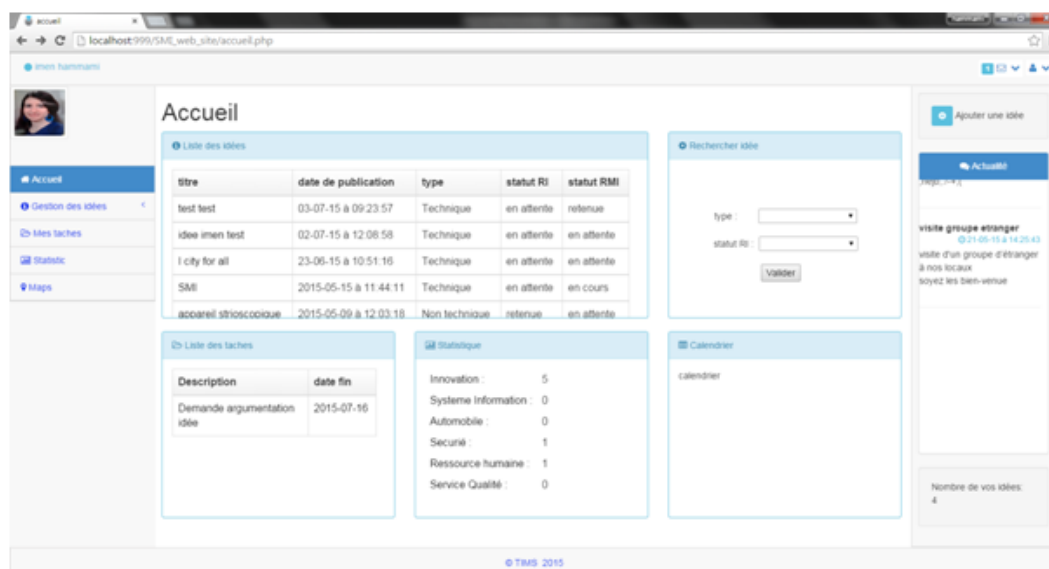 accueil
localhost:999/SMI_web_site/accueil.php
imen hammami
1
Accueil
Gestion des idées
Mes taches
Statistic
Maps
Accueil
Liste des idées
titre date de publication type statut RI statut RMI
test test 03-07-15 à 09:23:57 Technique en attente retenue
idee imen test 02-07-15 à 12:08:58 Technique en attente en attente
I city for all 23-06-15 à 10:51:16 Technique en attente en attente
SMI 2015-05-15 à 11:44:11 Technique en attente en cours
appareil strioscopique 2015-05-09 à 12:03:18 Non technique retenue en attente
Rechercher idée
type :
statut RI :
Valider
Liste des taches
Description date fin
Demande argumentation 2015-07-16
idée
Statistique
Innovation : 5
Systeme Information : 0
Automobile : 0
Securié : 1
Ressource humaine : 1
Service Qualité : 0
Calendrier
calendrier
Ajouter une idée
Actualité
visite groupe etranger
21-05-15 à 14:25:43
visite d'un groupe d'étranger
à nos locaux
soyez les bien-venue
Nombre de vos idées:
4
© TIMS 2015